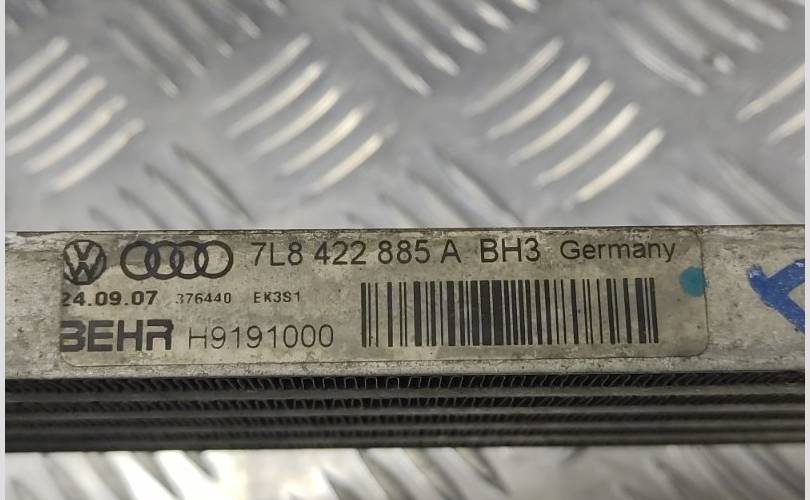 7L8 422 885 A BH3 Germany
24.09.07 376440 EK3S1
BEHR H9191000